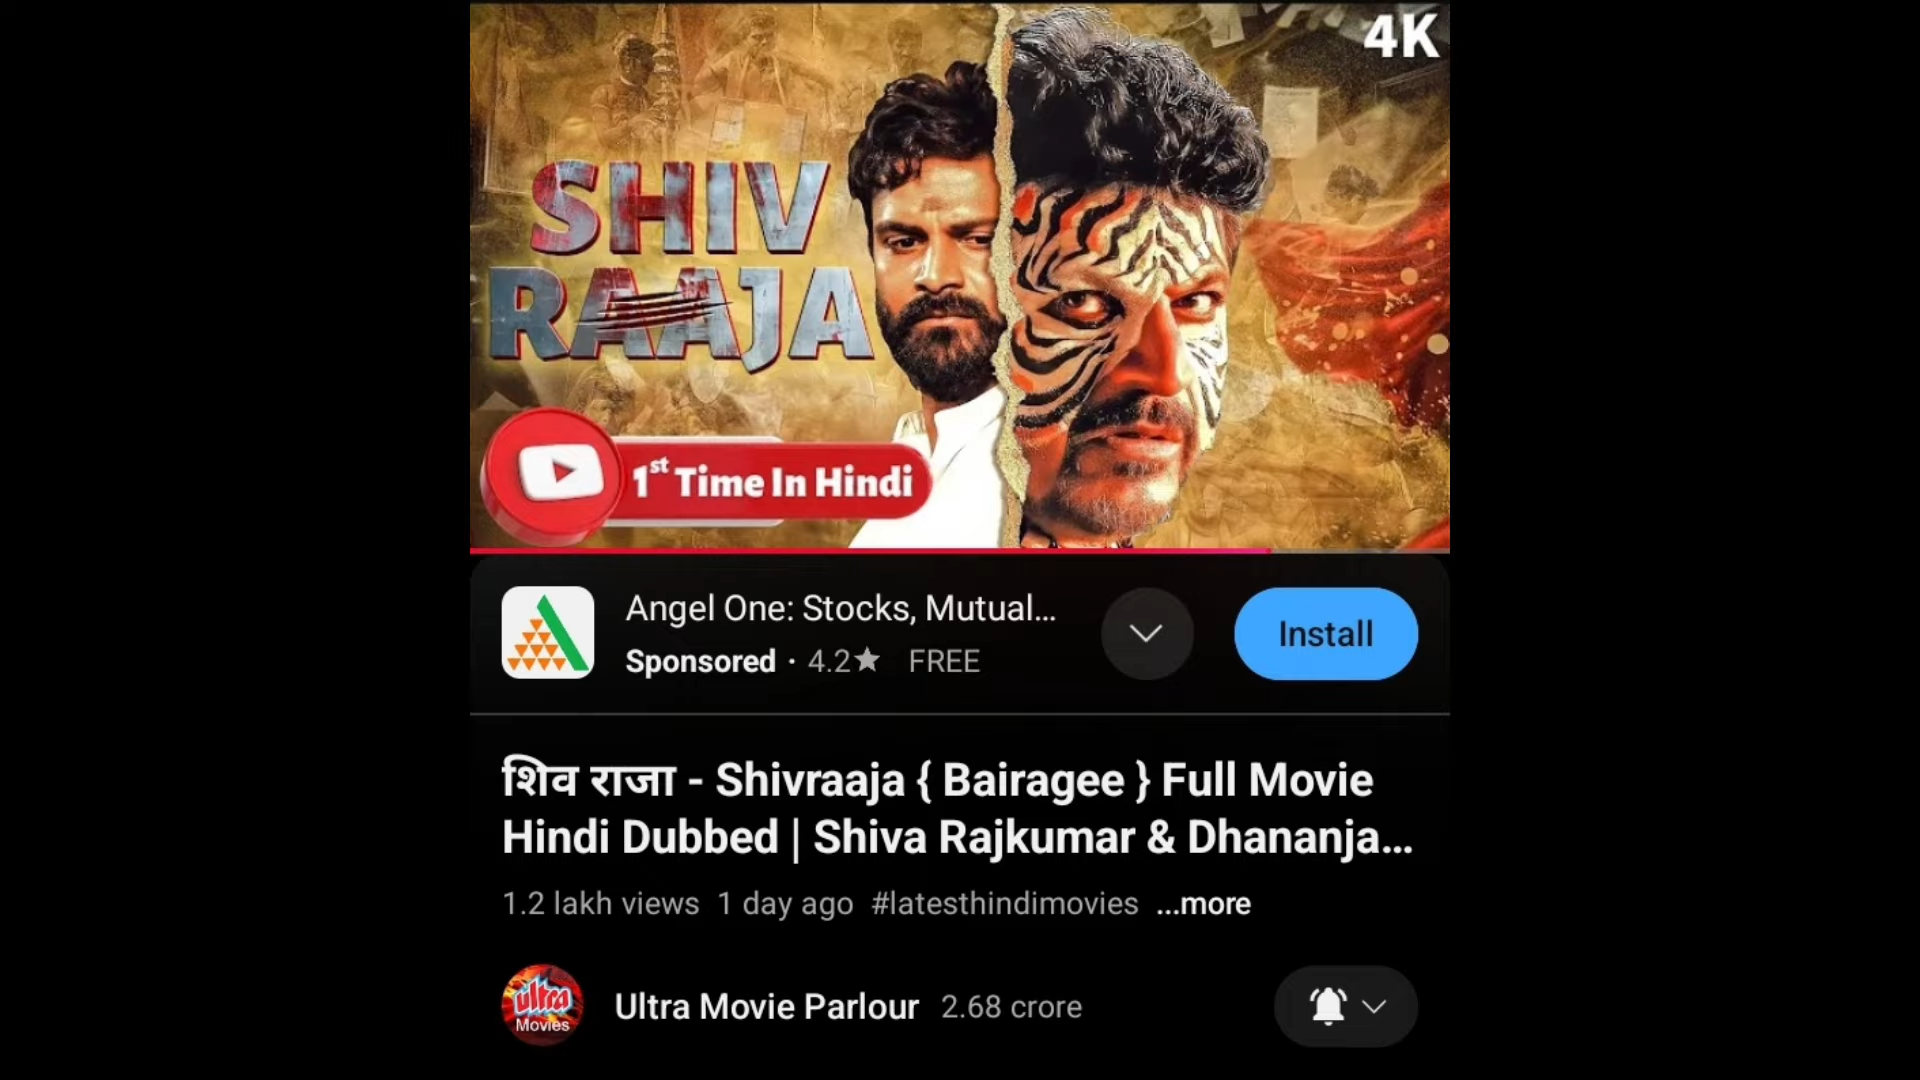 4K
SHIV
RAAJA
1st Time In Hindi
Angel One: Stocks, Mutual...
Sponsored · 4.2★ FREE
Install
शिव राजा - Shivraaja { Bairagee } Full Movie
Hindi Dubbed | Shiva Rajkumar & Dhananja...
1.2 lakh views 1 day ago #latesthindimovies ...more
ultra
Movies
Ultra Movie Parlour 2.68 crore